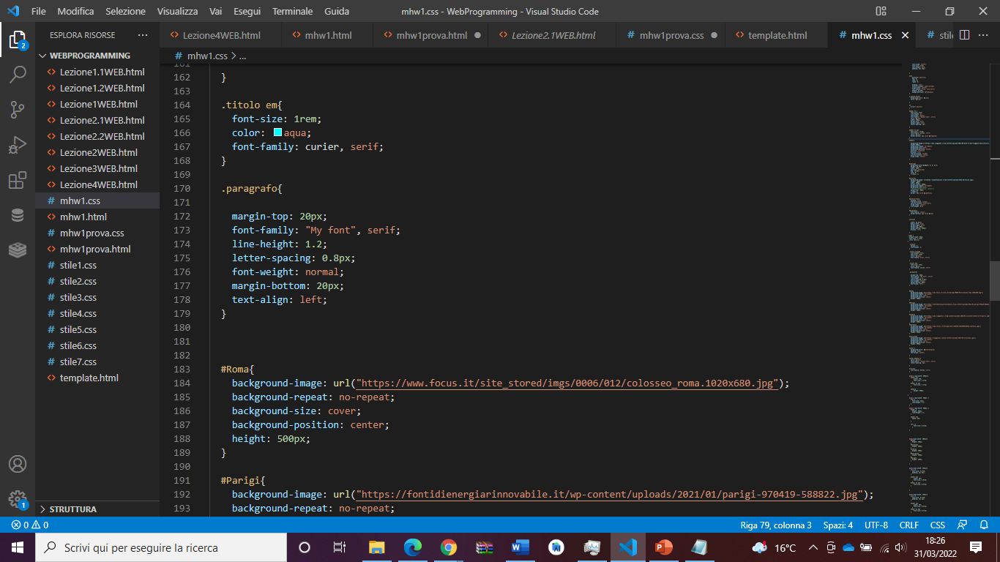 File Modifica Selezione Visualizza Vai Esegui Terminale Guida mhw1.css - WebProgramming - Visual Studio Code
ESPLORA RISORSE ··· Lezione4WEB.html mhw1.html mhw1prova.html Lezione2.1WEB.html mhw1prova.css template.html mhw1.css stile
WEBPROGRAMMING
mhw1.css > ...
Lezione1.1WEB.html
Lezione1.2WEB.html
Lezione1WEB.html
Lezione2.1WEB.html
Lezione2.2WEB.html
Lezione2WEB.html
Lezione3WEB.html
Lezione4WEB.html
mhw1.css
mhw1.html
mhw1prova.css
mhw1prova.html
stile1.css
stile2.css
stile3.css
stile4.css
stile5.css
stile6.css
stile7.css
template.html
STRUTTURA
2
1
161
162 }
163
164 .titolo em{
165 font-size: 1rem;
166 color: aqua;
167 font-family: curier, serif;
168 }
169
170 .paragrafo{
171
172 margin-top: 20px;
173 font-family: "My font", serif;
174 line-height: 1.2;
175 letter-spacing: 0.8px;
176 font-weight: normal;
177 margin-bottom: 20px;
178 text-align: left;
179 }
180
181
182
183 #Roma{
184 background-image: url("https://www.focus.it/site_stored/imgs/0006/012/colosseo_roma.1020x680.jpg");
185 background-repeat: no-repeat;
186 background-size: cover;
187 background-position: center;
188 height: 500px;
189 }
190
191 #Parigi{
192 background-image: url("https://fontidienergiarinnovabile.it/wp-content/uploads/2021/01/parigi-970419-588822.jpg");
193 background-repeat: no-repeat;
0 0 Riga 79, colonna 3 Spazi: 4 UTF-8 CRLF CSS
Scrivi qui per eseguire la ricerca 16°C 18:26
31/03/2022